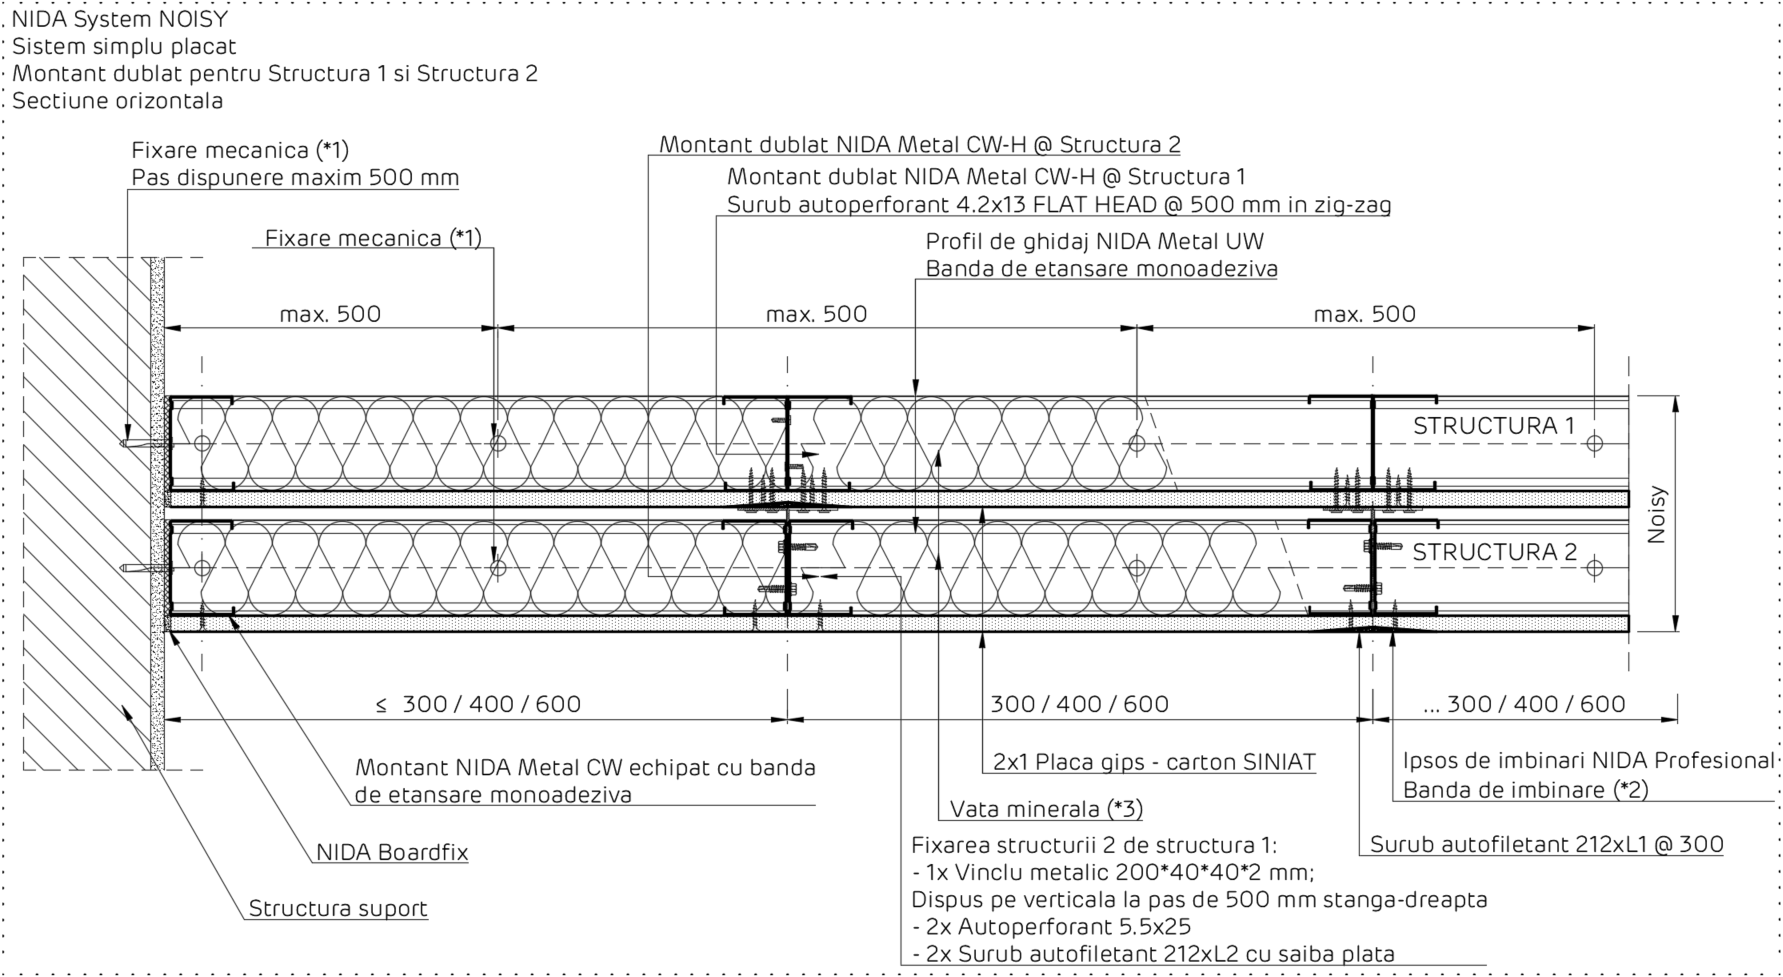 NIDA System NOISY
Sistem simplu placat
Montant dublat pentru Structura 1 si Structura 2
Sectiune orizontala
Fixare mecanica (*1)
Pas dispunere maxim 500 mm
Montant dublat NIDA Metal CW-H @ Structura 2
Montant dublat NIDA Metal CW-H @ Structura 1
Surub autoperforant 4.2x13 FLAT HEAD @ 500 mm in zig-zag
Fixare mecanica (*1)
Profil de ghidaj NIDA Metal UW
Banda de etansare monoadeziva
max. 500
max. 500
max. 500
STRUCTURA 1
Noisy
STRUCTURA 2
≤ 300 / 400 / 600
300 / 400 / 600
... 300 / 400 / 600
Montant NIDA Metal CW echipat cu banda
de etansare monoadeziva
2x1 Placa gips - carton SINIAT
Ipsos de imbinari NIDA Profesional
Banda de imbinare (*2)
Vata minerala (*3)
NIDA Boardfix
Surub autofiletant 212xL1 @ 300
Structura suport
Fixarea structurii 2 de structura 1:
- 1x Vinclu metalic 200*40*40*2 mm;
Dispus pe verticala la pas de 500 mm stanga-dreapta
- 2x Autoperforant 5.5x25
- 2x Surub autofiletant 212xL2 cu saiba plata